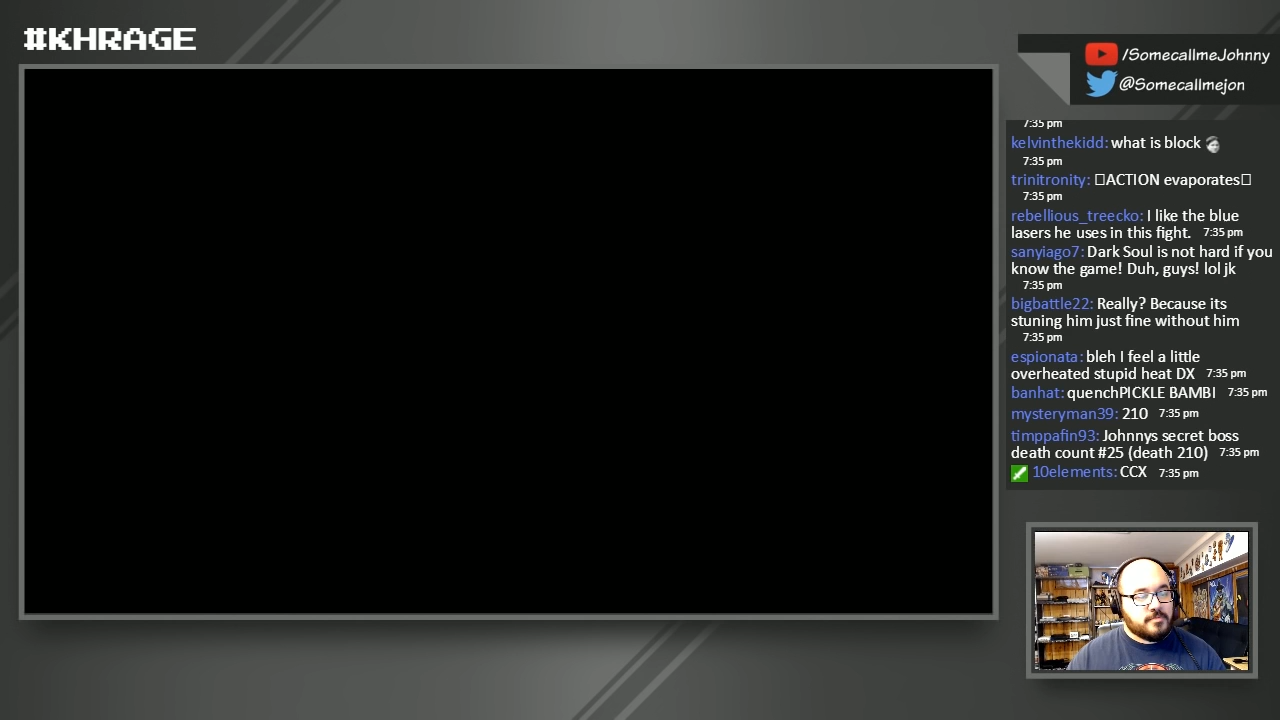 #KHRAGE
/SomecallmeJohnny
@Somecallmejon
7:35 pm
kelvinthekidd: what is block
7:35 pm
trinitronity: □ACTION evaporates□
7:35 pm
rebellious_treecko: I like the blue
lasers he uses in this fight. 7:35 pm
sanyiago7: Dark Soul is not hard if you
know the game! Duh, guys! lol jk
7:35 pm
bigbattle22: Really? Because its
stuning him just fine without him
7:35 pm
espionata: bleh I feel a little
overheated stupid heat DX 7:35 pm
banhat: quenchPICKLE BAMBI 7:35 pm
mysteryman39: 210 7:35 pm
timppafin93: Johnnys secret boss
death count #25 (death 210) 7:35 pm
10elements: CCX 7:35 pm